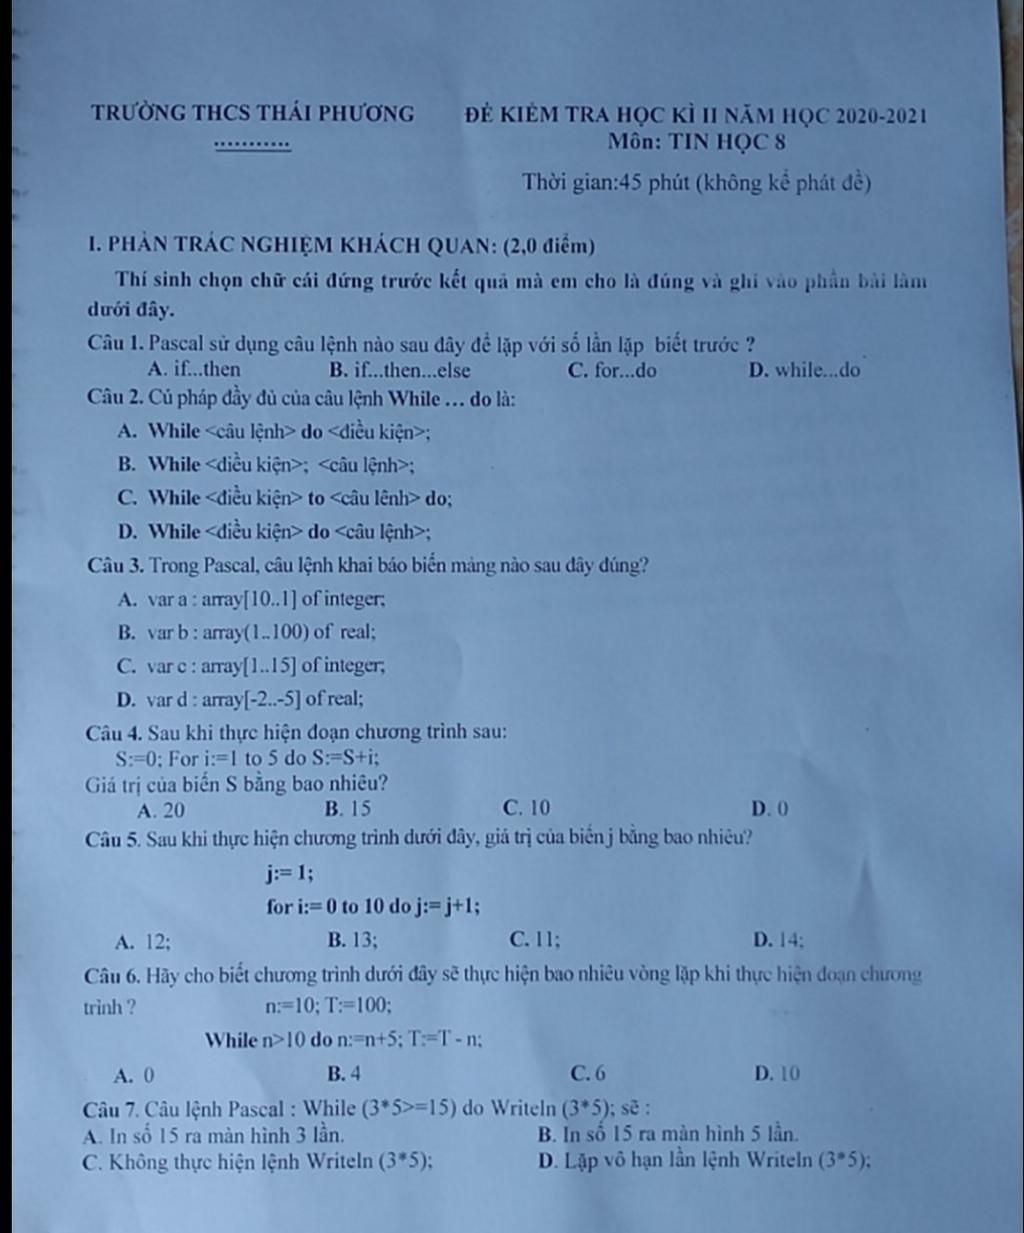 TRƯỜNG THCS THÁI PHƯƠNG
ĐỀ KIỂM TRA HỌC KÌ II NĂM HỌC 2020-2021
Môn: TIN HỌC 8
Thời gian:45 phút (không kể phát đề)
I. PHẦN TRẮC NGHIỆM KHÁCH QUAN: (2,0 điểm)
Thí sinh chọn chữ cái đứng trước kết quả mà em cho là đúng và ghi vào phần bài làm
dưới đây.
Câu 1. Pascal sử dụng câu lệnh nào sau đây để lặp với số lần lặp biết trước ?
A. if...then B. if...then...else C. for...do D. while...do
Câu 2. Cú pháp đầy đủ của câu lệnh While … do là:
A. While <câu lệnh> do <điều kiện>;
B. While <điều kiện>; <câu lệnh>;
C. While <điều kiện> to <câu lênh> do;
D. While <điều kiện> do <câu lệnh>;
Câu 3. Trong Pascal, câu lệnh khai báo biến mảng nào sau đây đúng?
A. var a : array[10..1] of integer;
B. var b : array(1..100) of real;
C. var c : array[1..15] of integer;
D. var d : array[-2..-5] of real;
Câu 4. Sau khi thực hiện đoạn chương trình sau:
S:=0; For i:=1 to 5 do S:=S+i;
Giá trị của biến S bằng bao nhiêu?
A. 20 B. 15 C. 10 D. 0
Câu 5. Sau khi thực hiện chương trình dưới đây, giá trị của biến j bằng bao nhiêu?
j:= 1;
for i:= 0 to 10 do j:= j+1;
A. 12; B. 13; C. 11; D. 14;
Câu 6. Hãy cho biết chương trình dưới đây sẽ thực hiện bao nhiêu vòng lặp khi thực hiện đoạn chương
trình ? n:=10; T:=100;
While n>10 do n:=n+5; T:=T - n;
A. 0 B. 4 C. 6 D. 10
Câu 7. Câu lệnh Pascal : While (3*5>=15) do Writeln (3*5); sẽ :
A. In số 15 ra màn hình 3 lần. B. In số 15 ra màn hình 5 lần.
C. Không thực hiện lệnh Writeln (3*5); D. Lặp vô hạn lần lệnh Writeln (3*5);